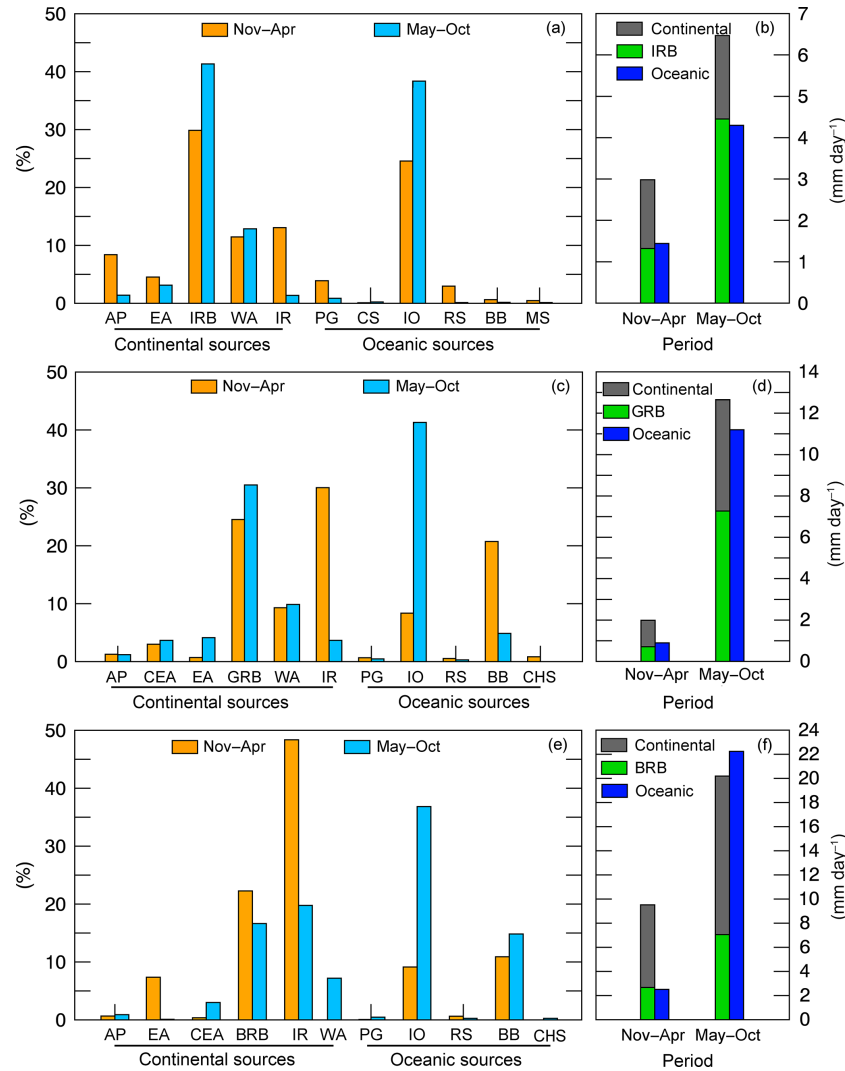 50
40
30
20
10
0
(%)
Nov–Apr
May–Oct
(a)
AP EA IRB WA IR PG CS IO RS BB MS
Continental sources Oceanic sources
Continental
IRB
Oceanic
(b)
7
6
5
4
3
2
1
0
(mm day⁻¹)
Nov–Apr May–Oct
Period
50
40
30
20
10
0
(%)
Nov–Apr
May–Oct
(c)
AP CEA EA GRB WA IR PG IO RS BB CHS
Continental sources Oceanic sources
Continental
GRB
Oceanic
(d)
14
12
10
8
6
4
2
0
(mm day⁻¹)
Nov–Apr May–Oct
Period
50
40
30
20
10
0
(%)
Nov–Apr
May–Oct
(e)
AP EA CEA BRB IR WA PG IO RS BB CHS
Continental sources Oceanic sources
Continental
BRB
Oceanic
(f)
24
22
20
18
16
14
12
10
8
6
4
2
0
(mm day⁻¹)
Nov–Apr May–Oct
Period